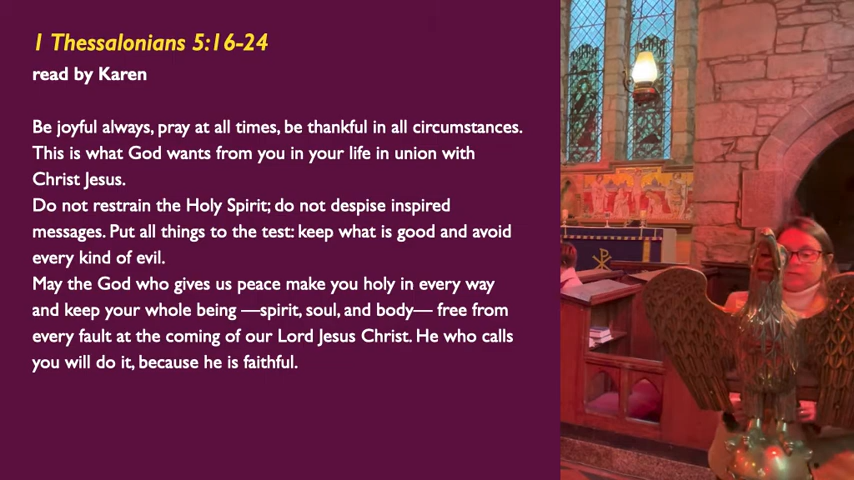 1 Thessalonians 5:16-24
read by Karen
Be joyful always, pray at all times, be thankful in all circumstances.
This is what God wants from you in your life in union with
Christ Jesus.
Do not restrain the Holy Spirit; do not despise inspired
messages. Put all things to the test: keep what is good and avoid
every kind of evil.
May the God who gives us peace make you holy in every way
and keep your whole being —spirit, soul, and body— free from
every fault at the coming of our Lord Jesus Christ. He who calls
you will do it, because he is faithful.